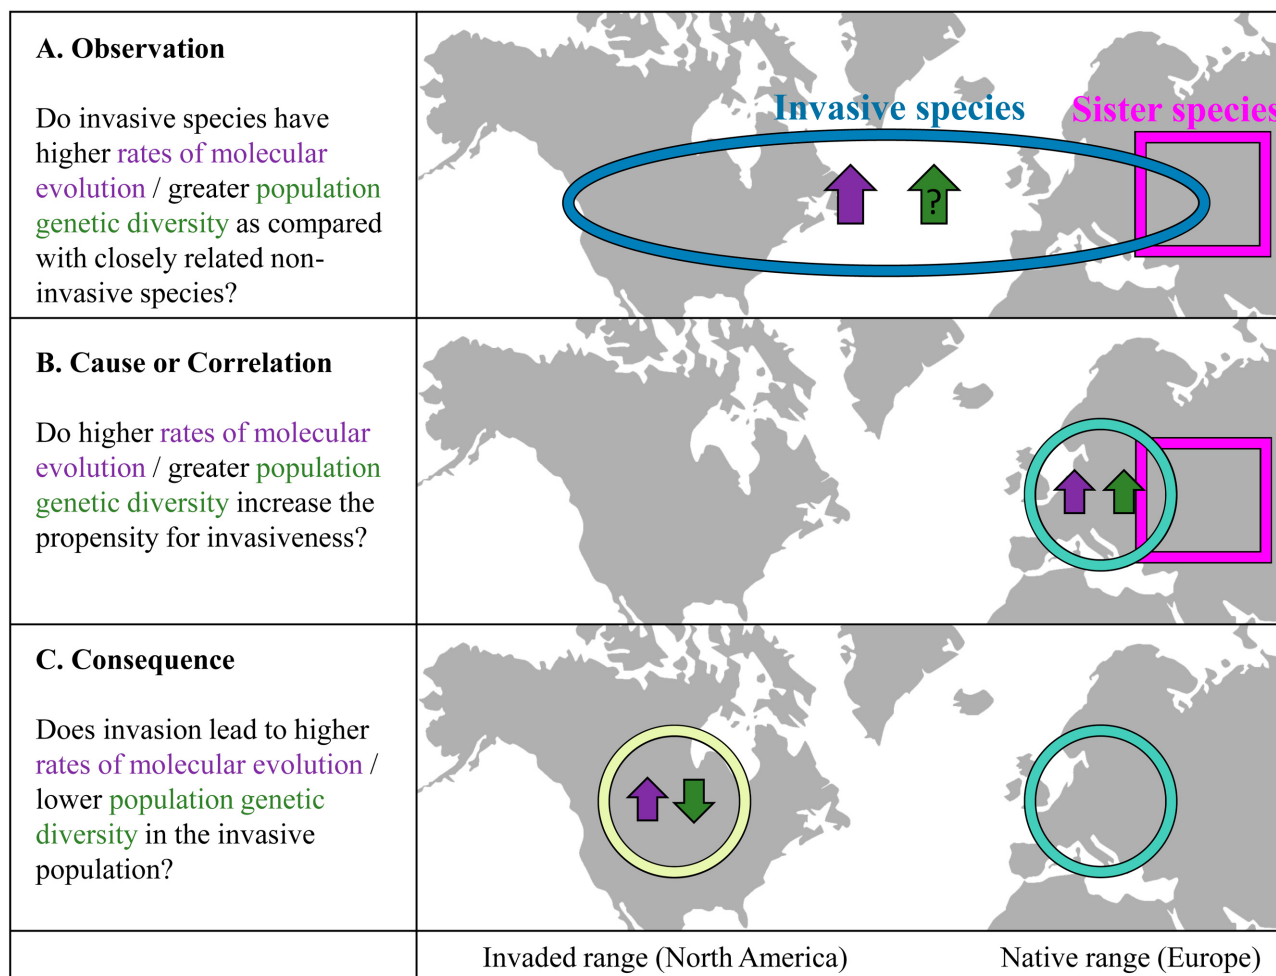 A. Observation
Do invasive species have
higher rates of molecular
evolution / greater population
genetic diversity as compared
with closely related non-
invasive species?
Invasive species
Sister species
?
B. Cause or Correlation
Do higher rates of molecular
evolution / greater population
genetic diversity increase the
propensity for invasiveness?
C. Consequence
Does invasion lead to higher
rates of molecular evolution /
lower population genetic
diversity in the invasive
population?
Invaded range (North America)
Native range (Europe)